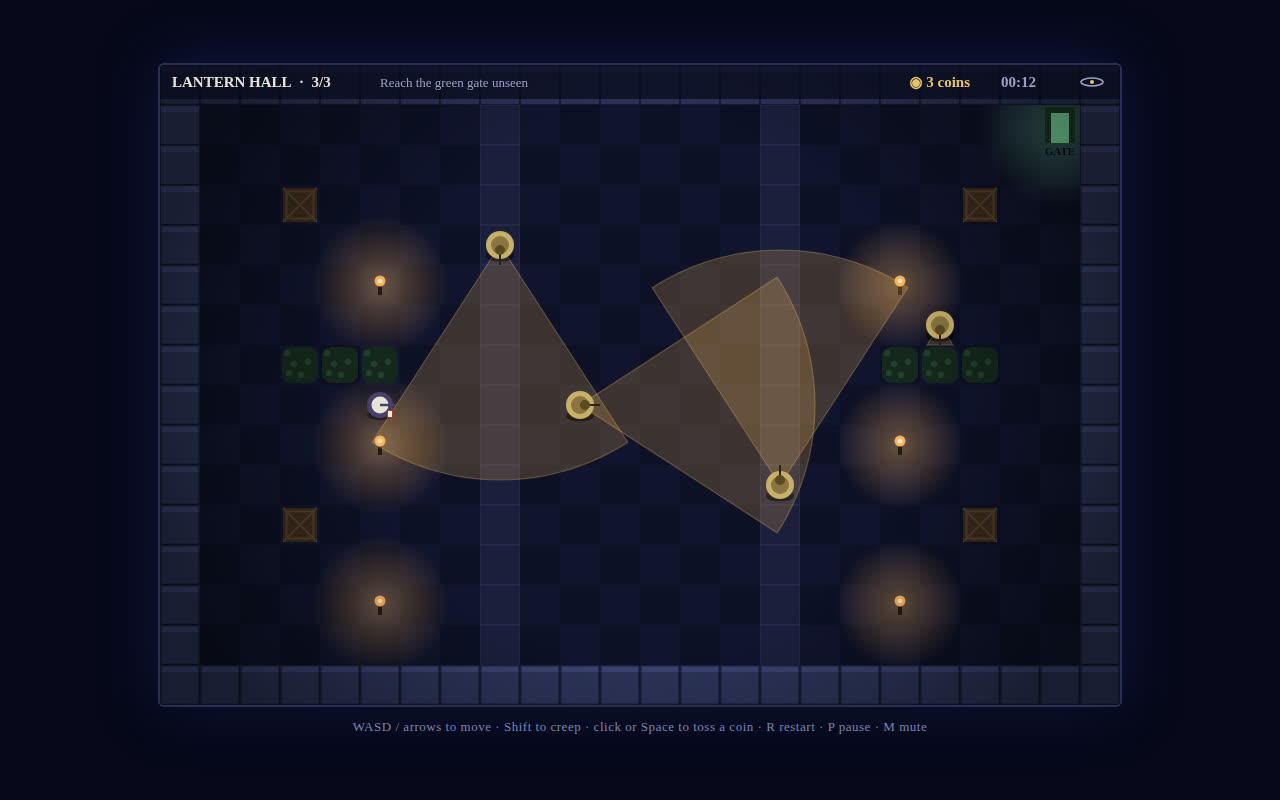 LANTERN HALL · 3/3
Reach the green gate unseen
◉ 3 coins
00:12
GATE
WASD / arrows to move · Shift to creep · click or Space to toss a coin · R restart · P pause · M mute